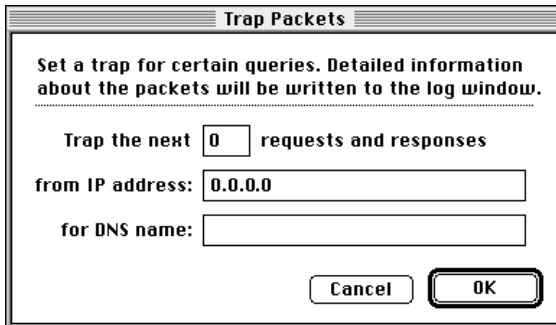 Trap Packets
Set a trap for certain queries. Detailed information
about the packets will be written to the log window.
Trap the next 0 requests and responses
from IP address: 0.0.0.0
for DNS name:
Cancel OK